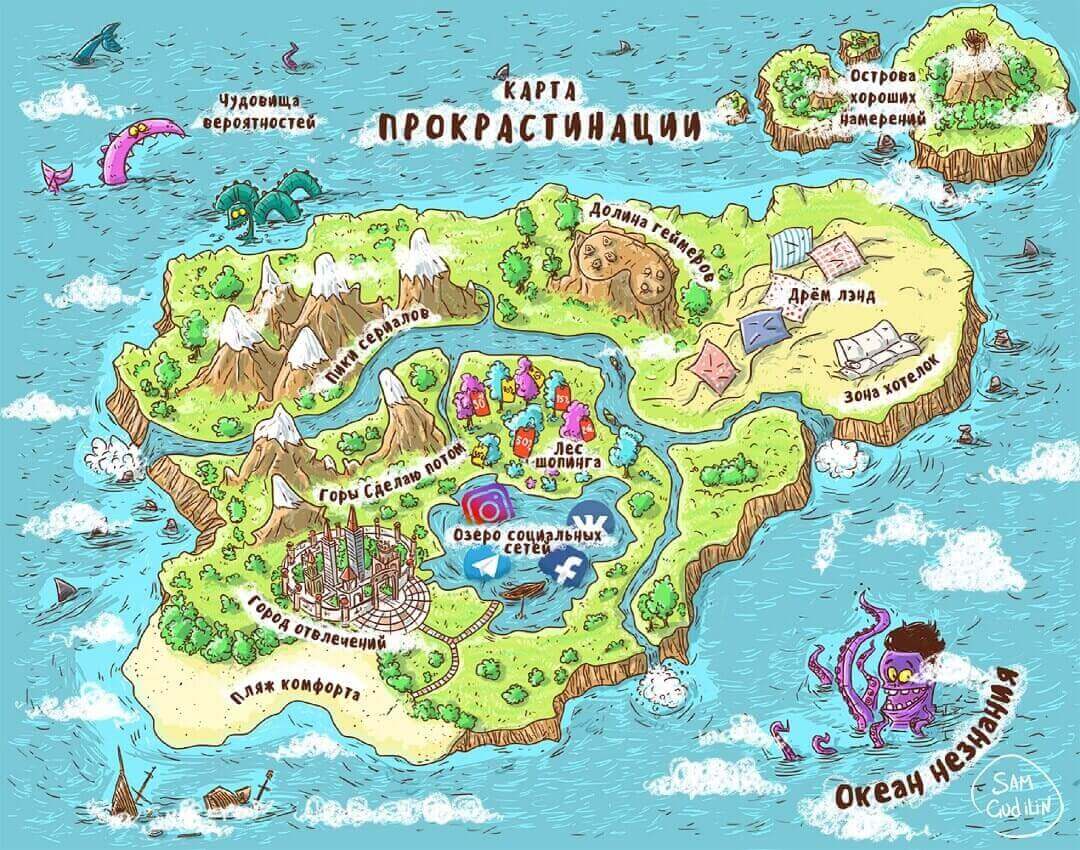 КАРТА
ПРОКРАСТИНАЦИИ
Чудовища
вероятностей
Острова
хороших
намерений
Долина геймеров
Дрём лэнд
Зона хотелок
Пики сериалов
Горы Сделаю потом
Лес
шопинга
50%
Озеро социальных
сетей
Город отвлечений
Пляж комфорта
Океан незнания
SAM
GUDILIN